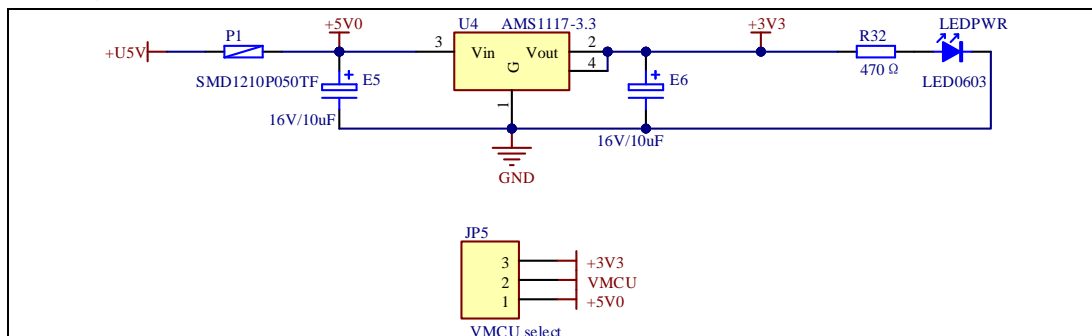 P1
+5V0
U4
AMS1117-3.3
+3V3
LEDPWR
+U5V
3
Vin
Vout
2
4
G
1
R32
470 Ω
LED0603
SMD1210P050TF
+
E5
16V/10uF
+
E6
16V/10uF
GND
JP5
3
+3V3
2
VMCU
1
+5V0
VMCU select